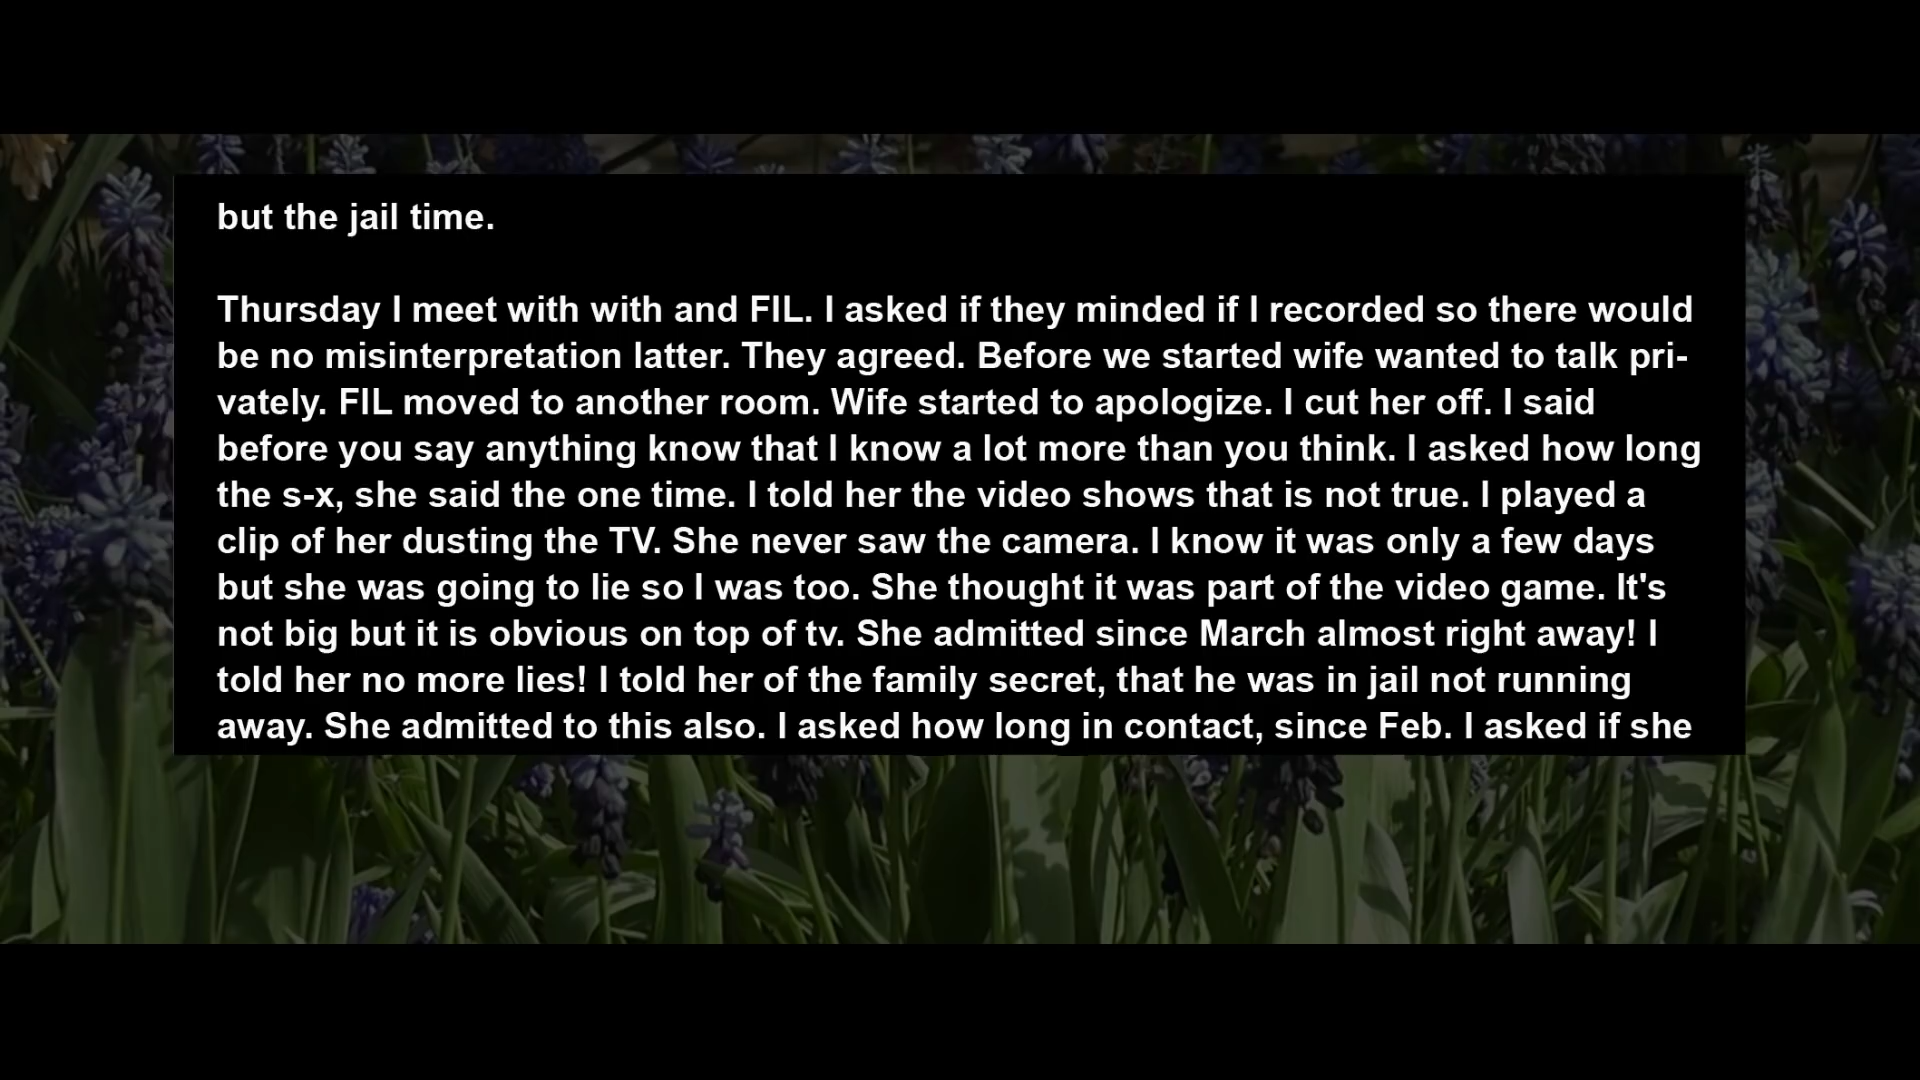 but the jail time.
Thursday I meet with with and FIL. I asked if they minded if I recorded so there would
be no misinterpretation latter. They agreed. Before we started wife wanted to talk pri-
vately. FIL moved to another room. Wife started to apologize. I cut her off. I said
before you say anything know that I know a lot more than you think. I asked how long
the s-x, she said the one time. I told her the video shows that is not true. I played a
clip of her dusting the TV. She never saw the camera. I know it was only a few days
but she was going to lie so I was too. She thought it was part of the video game. It's
not big but it is obvious on top of tv. She admitted since March almost right away! I
told her no more lies! I told her of the family secret, that he was in jail not running
away. She admitted to this also. I asked how long in contact, since Feb. I asked if she